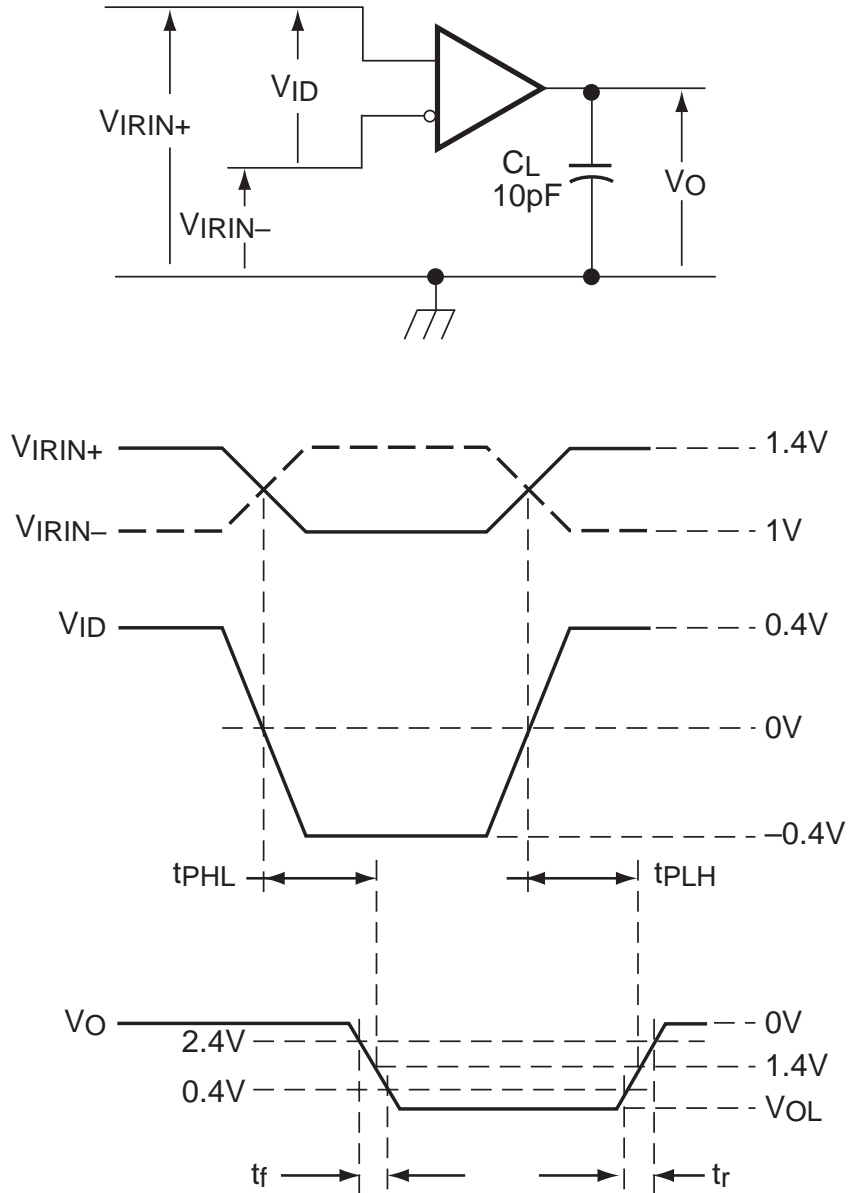 VID
VIRIN+
CL
10pF
VO
VIRIN–
VIRIN+
1.4V
VIRIN–
1V
VID
0.4V
0V
–0.4V
tPHL
tPLH
VO
0V
2.4V
1.4V
0.4V
VOL
tf
tr